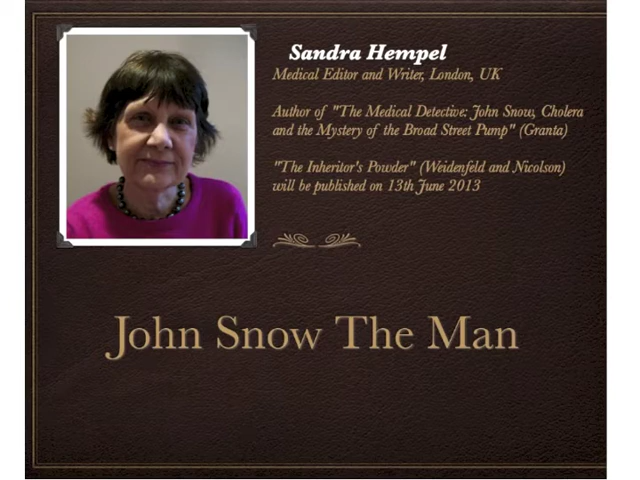 Sandra Hempel
Medical Editor and Writer, London, UK
Author of "The Medical Detective: John Snow, Cholera
and the Mystery of the Broad Street Pump" (Granta)
"The Inheritor's Powder" (Weidenfeld and Nicolson)
will be published on 13th June 2013
John Snow The Man